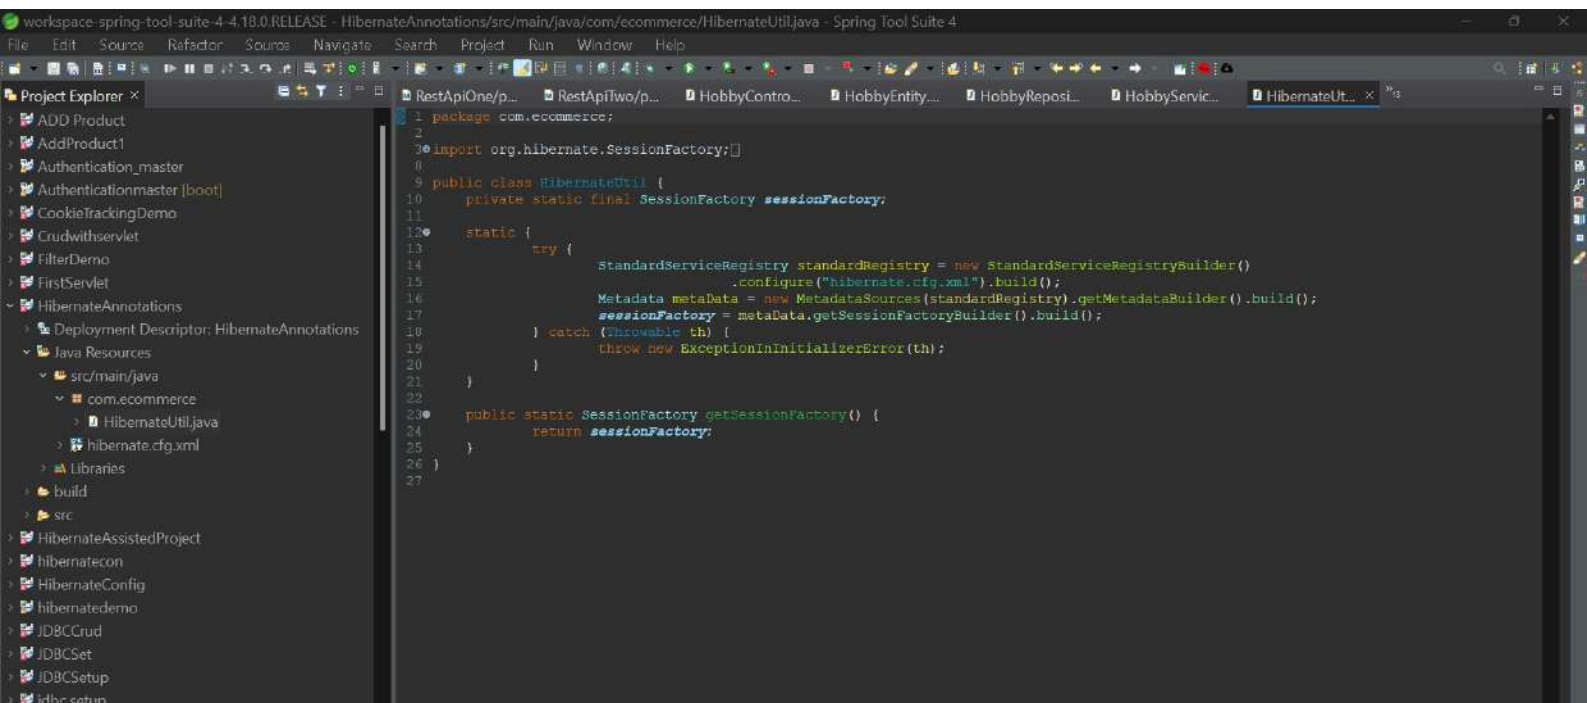 workspace-spring-tool-suite-4-4.18.0.RELEASE - HibernateAnnotations/src/main/java/com/ecommerce/HibernateUtil.java - Spring Tool Suite 4
File Edit Source Refactor Source Navigate Search Project Run Window Help
Project Explorer ×
RestApiOne/p... RestApiTwo/p... HobbyContro... HobbyEntity.... HobbyReposi... HobbyServic... HibernateUt... × »13
ADD Product
AddProduct1
Authentication_master
Authenticationmaster [boot]
CookieTrackingDemo
Crudwithservlet
FilterDemo
FirstServlet
HibernateAnnotations
Deployment Descriptor: HibernateAnnotations
Java Resources
src/main/java
com.ecommerce
HibernateUtil.java
hibernate.cfg.xml
Libraries
build
src
HibernateAssistedProject
hibernatecon
HibernateConfig
hibernatedemo
JDBCCrud
JDBCSet
JDBCSetup
jdbc setup
1 package com.ecommerce;
2
3 import org.hibernate.SessionFactory;
8
9 public class HibernateUtil {
10 private static final SessionFactory sessionFactory;
11
12 static {
13 try {
14 StandardServiceRegistry standardRegistry = new StandardServiceRegistryBuilder()
15 .configure("hibernate.cfg.xml").build();
16 Metadata metaData = new MetadataSources(standardRegistry).getMetadataBuilder().build();
17 sessionFactory = metaData.getSessionFactoryBuilder().build();
18 } catch (Throwable th) {
19 throw new ExceptionInInitializerError(th);
20 }
21 }
22
23 public static SessionFactory getSessionFactory() {
24 return sessionFactory;
25 }
26 }
27